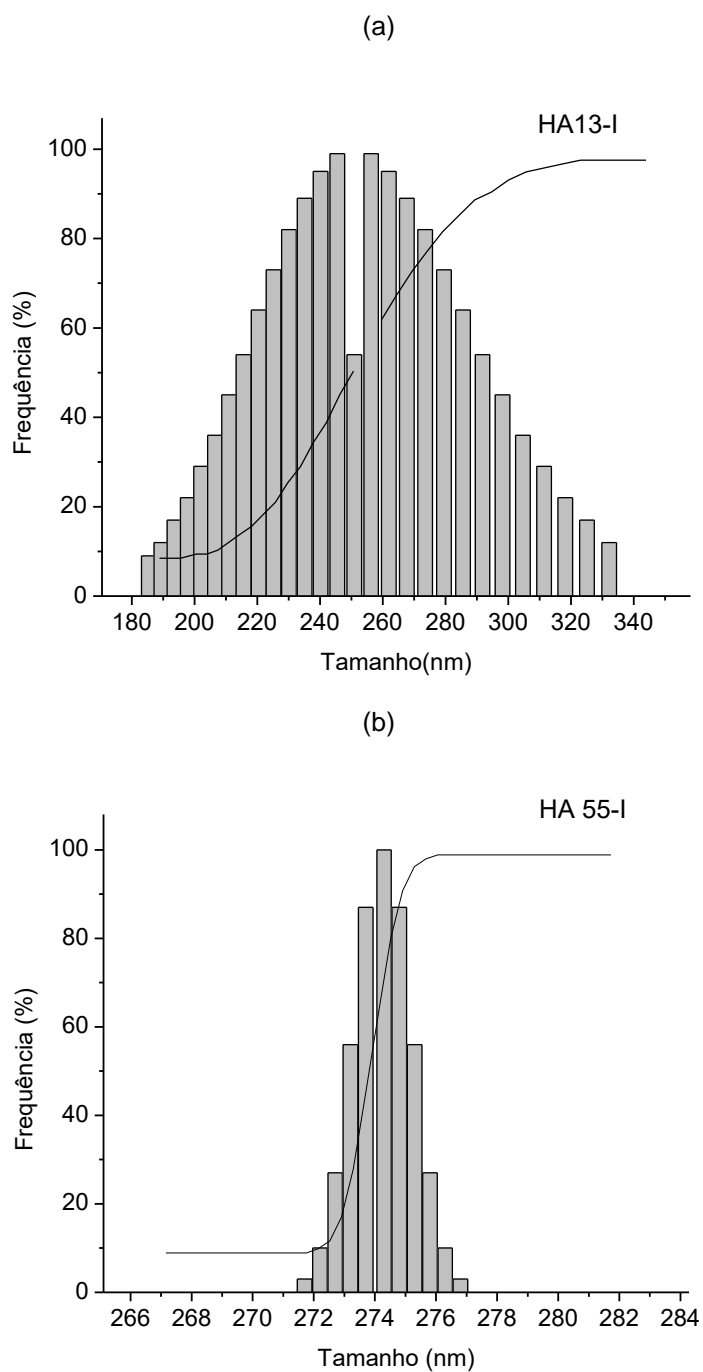 (a)
HA13-I
100
80
60
40
20
0
Frequência (%)
180 200 220 240 260 280 300 320 340
Tamanho(nm)
(b)
HA 55-I
100
80
60
40
20
0
Frequência (%)
266 268 270 272 274 276 278 280 282 284
Tamanho (nm)